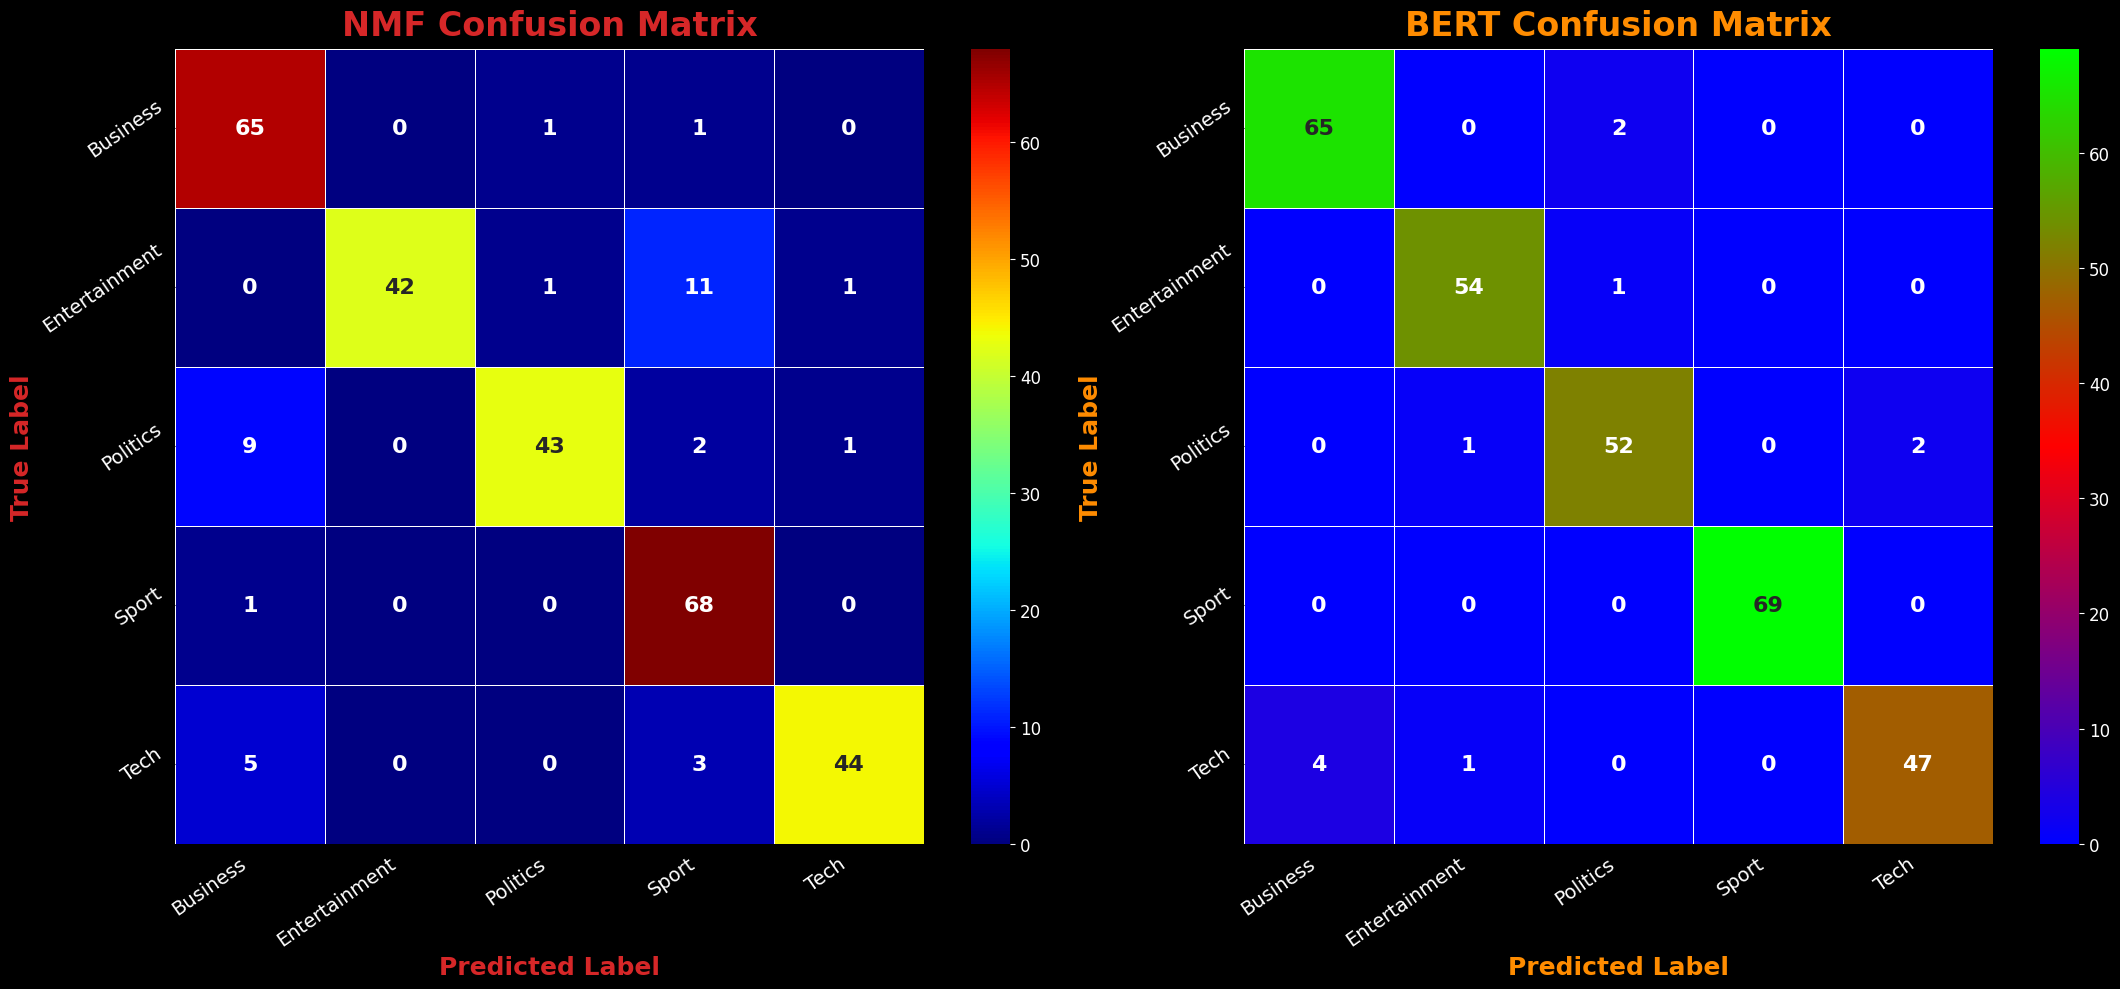 NMF Confusion Matrix
Business 65 0 1 1 0
Entertainment 0 42 1 11 1
Politics 9 0 43 2 1
Sport 1 0 0 68 0
Tech 5 0 0 3 44
True Label
Business Entertainment Politics Sport Tech
Predicted Label
60
50
40
30
20
10
0
BERT Confusion Matrix
Business 65 0 2 0 0
Entertainment 0 54 1 0 0
Politics 0 1 52 0 2
Sport 0 0 0 69 0
Tech 4 1 0 0 47
True Label
Business Entertainment Politics Sport Tech
Predicted Label
60
50
40
30
20
10
0